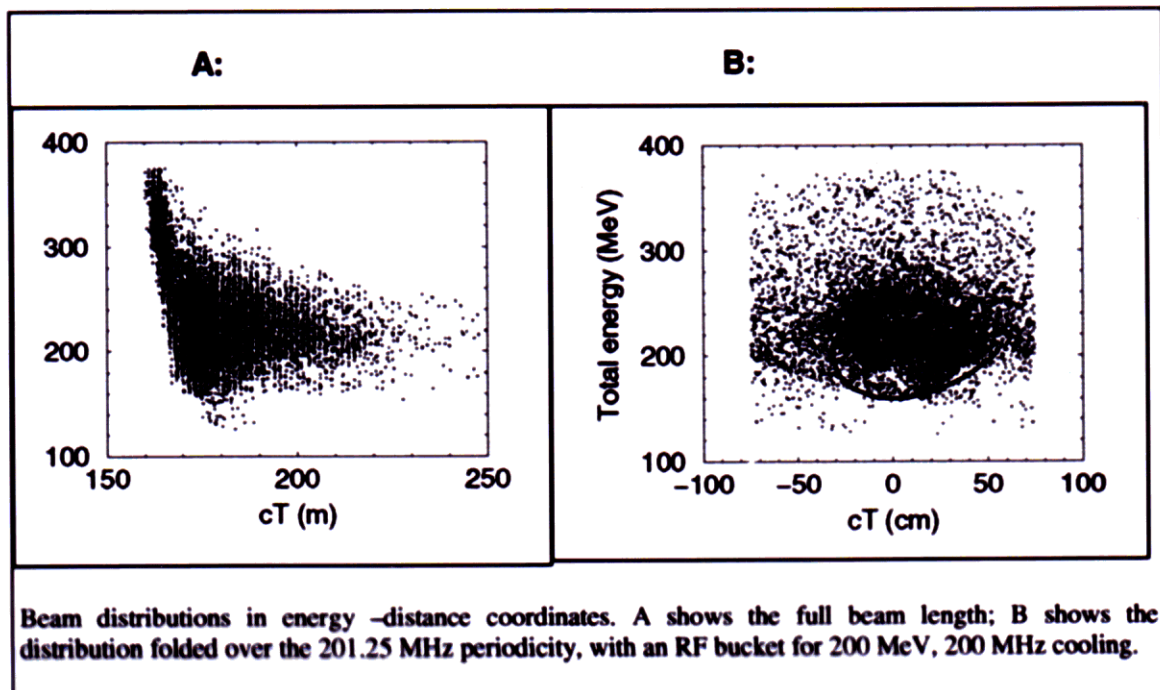 A:
B:
400
300
200
100
150
200
250
cT (m)
Total energy (MeV)
400
300
200
100
−100
−50
0
50
100
cT (cm)
Beam distributions in energy –distance coordinates. A shows the full beam length; B shows the
distribution folded over the 201.25 MHz periodicity, with an RF bucket for 200 MeV, 200 MHz cooling.